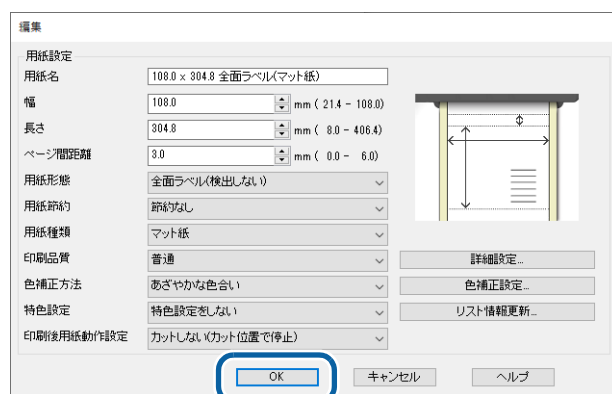 編集
用紙設定
用紙名 108.0 x 304.8 全面ラベル(マット紙)
幅 108.0 mm ( 21.4 - 108.0)
長さ 304.8 mm ( 8.0 - 406.4)
ページ間距離 3.0 mm ( 0.0 - 6.0)
用紙形態 全面ラベル(検出しない)
用紙節約 節約なし
用紙種類 マット紙
印刷品質 普通 詳細設定...
色補正方法 あざやかな色合い 色補正設定...
特色設定 特色設定をしない リスト情報更新...
印刷後用紙動作設定 カットしない(カット位置で停止)
OK キャンセル ヘルプ